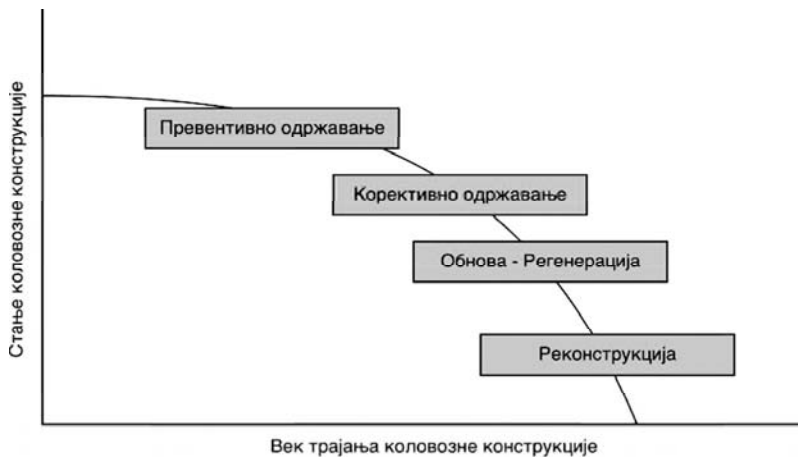 Стање коловозне конструкције
Превентивно одржавање
Корективно одржавање
Обнова - Регенерација
Реконструкција
Век трајања коловозне конструкције